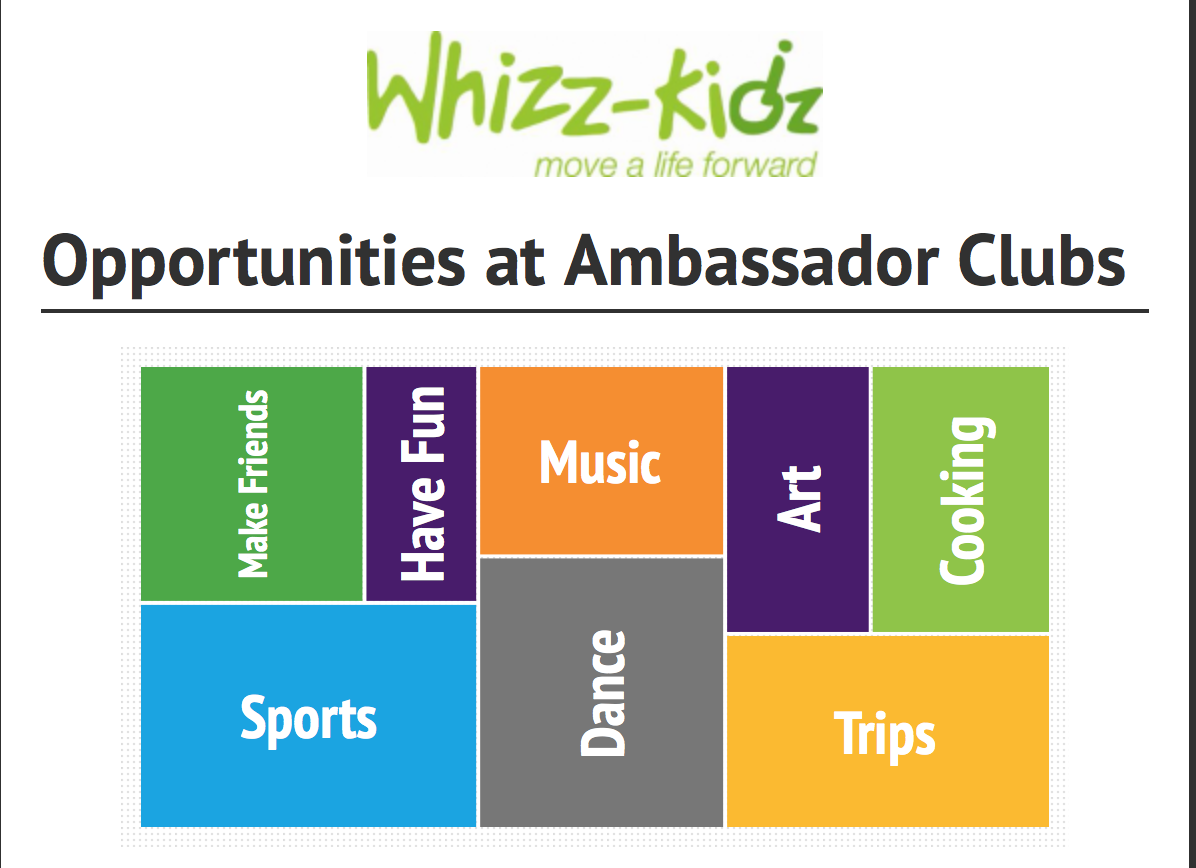 Whizz-Kidz
move a life forward
Opportunities at Ambassador Clubs
Make Friends
Have Fun
Music
Art
Cooking
Sports
Dance
Trips